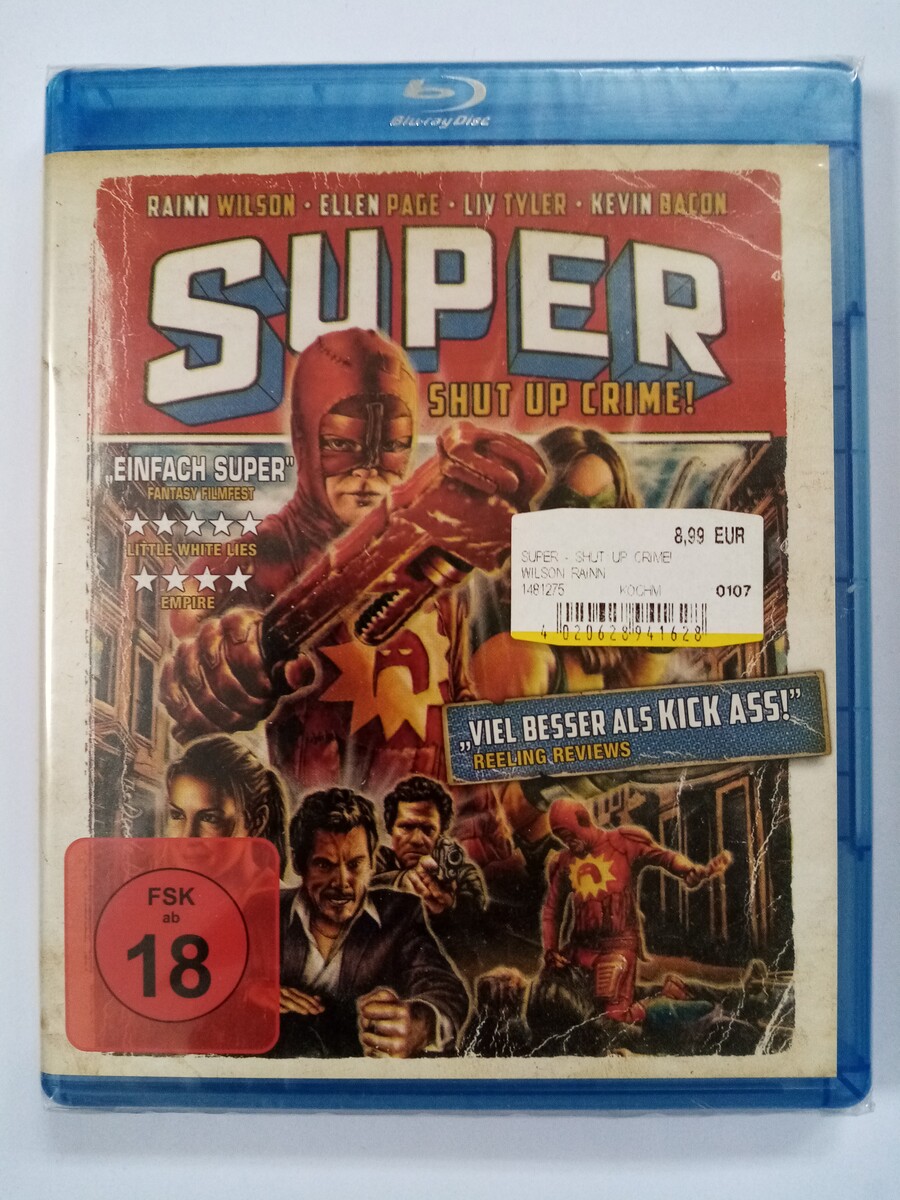 Blu-ray Disc
RAINN WILSON · ELLEN PAGE · LIV TYLER · KEVIN BACON
SUPER
SHUT UP CRIME!
„EINFACH SUPER"
FANTASY FILMFEST
LITTLE WHITE LIES
EMPIRE
8,99 EUR
SUPER - SHUT UP CRIME!
WILSON RAINN
1481275 KOCHM 0107
4 020628 941628
„VIEL BESSER ALS KICK ASS!"
REELING REVIEWS
FSK
ab
18